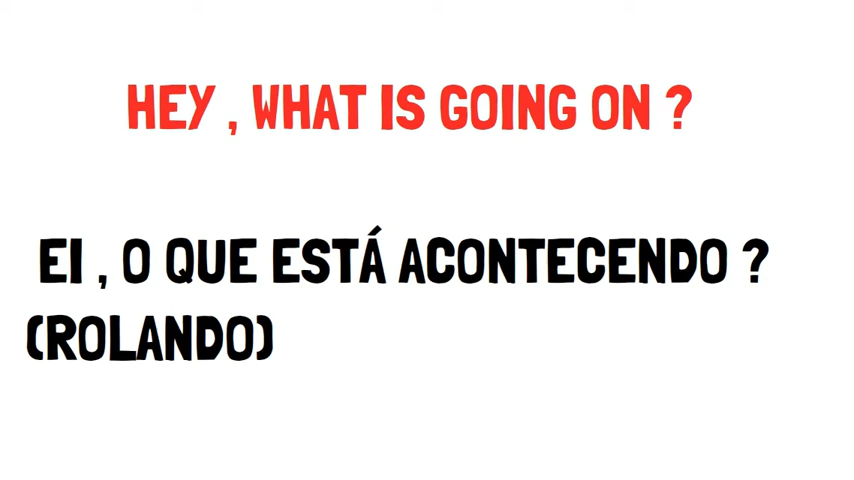 HEY , WHAT IS GOING ON ?
EI , O QUE ESTÁ ACONTECENDO ?
(ROLANDO)